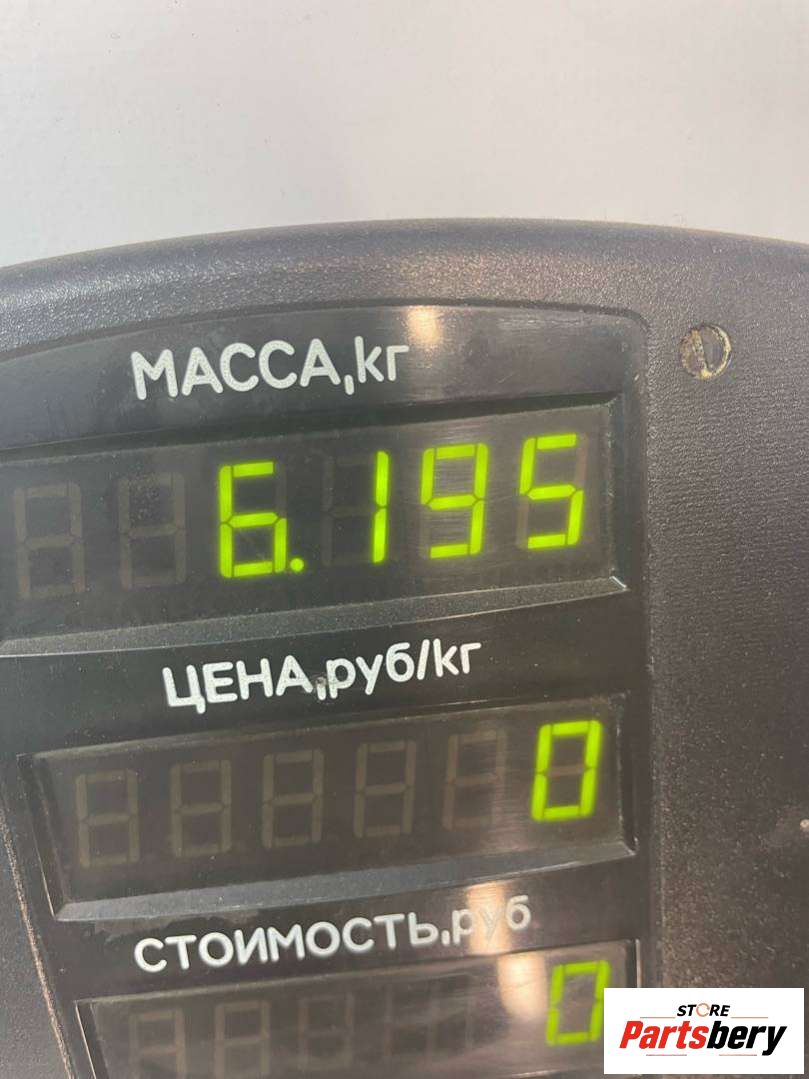 МАССА,кг
6.195
ЦЕНА,руб/кг
0
СТОИМОСТЬ,руб
0
STORE
Partsbery